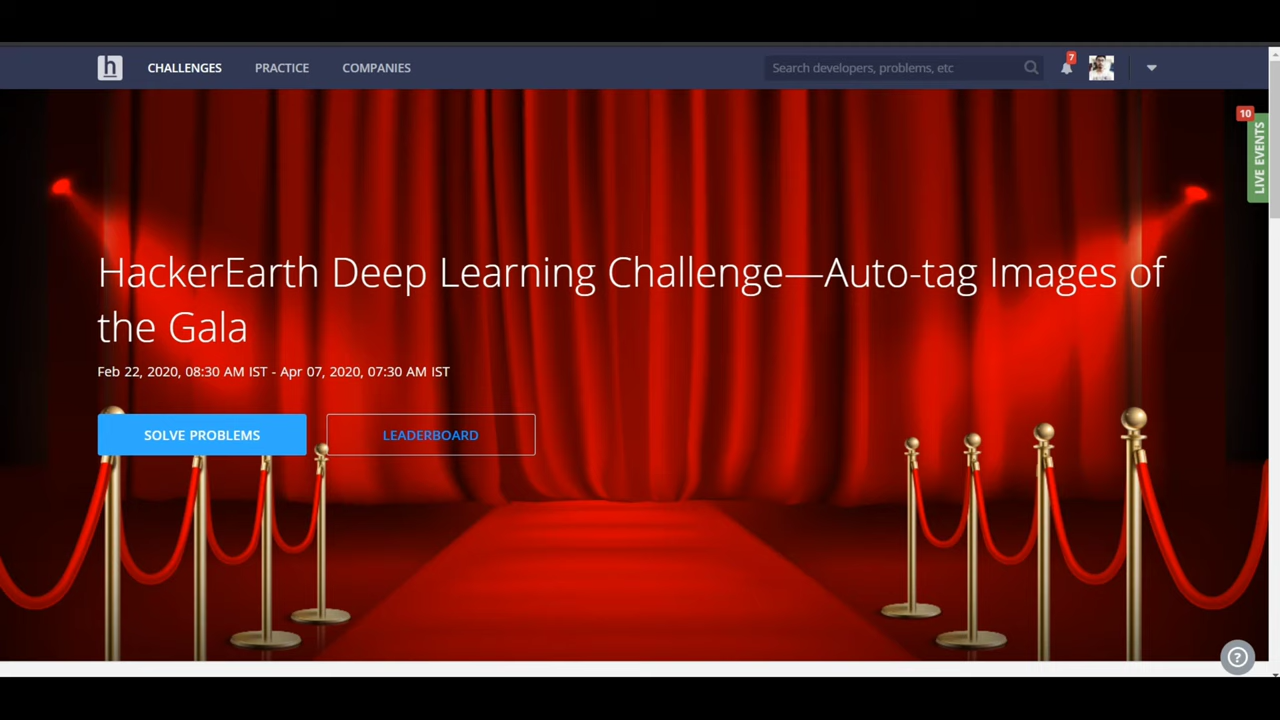 h
CHALLENGES PRACTICE COMPANIES
Search developers, problems, etc
7
10
LIVE EVENTS
HackerEarth Deep Learning Challenge—Auto-tag Images of
the Gala
Feb 22, 2020, 08:30 AM IST - Apr 07, 2020, 07:30 AM IST
SOLVE PROBLEMS LEADERBOARD
?